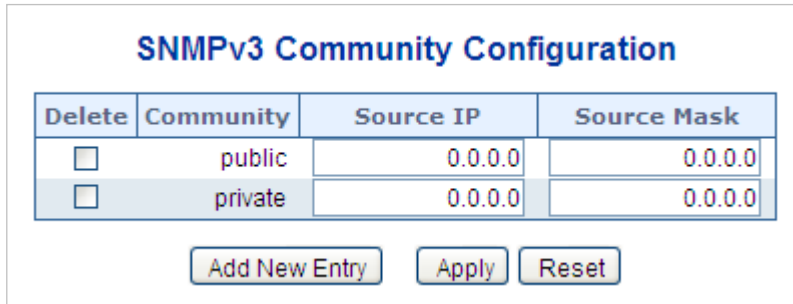 SNMPv3 Community Configuration
Delete Community Source IP Source Mask
public 0.0.0.0 0.0.0.0
private 0.0.0.0 0.0.0.0
Add New Entry Apply Reset